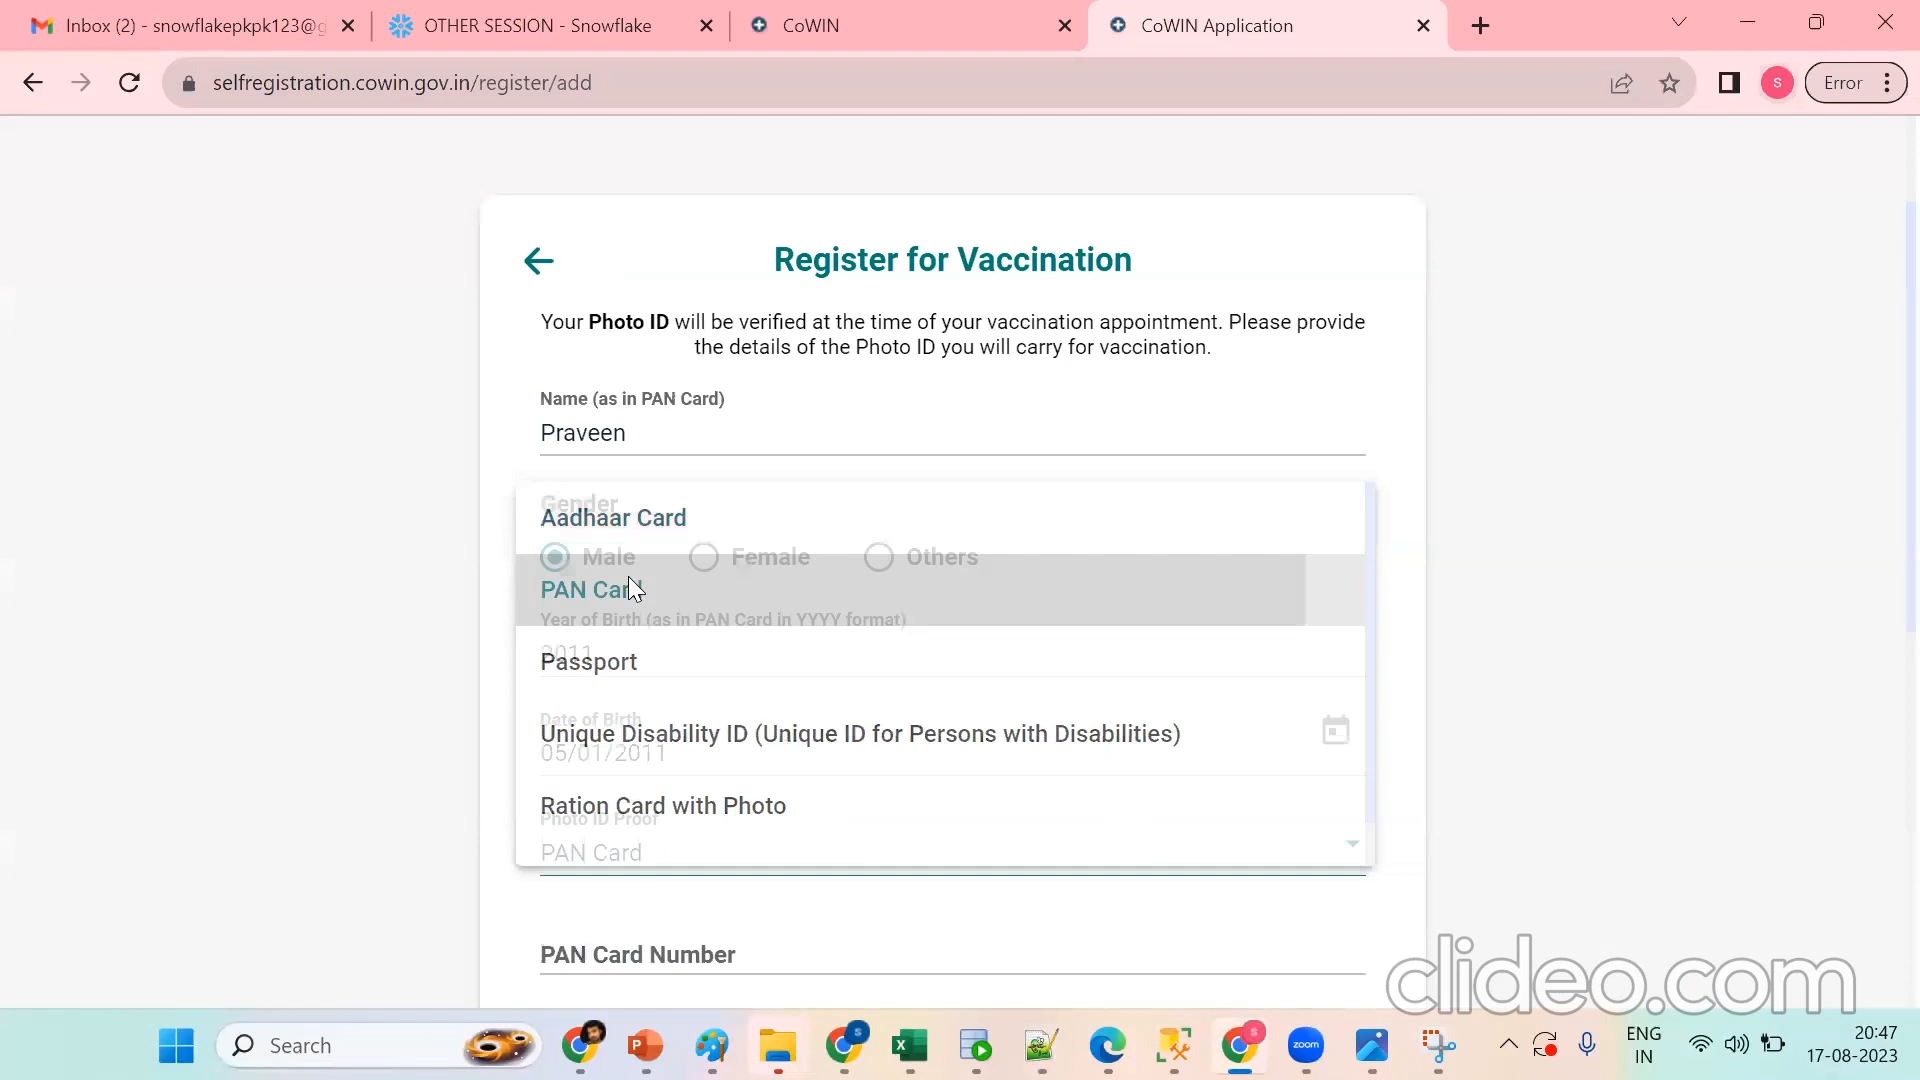 Inbox (2) - snowflakepkpk123@g
OTHER SESSION - Snowflake
CoWIN
CoWIN Application
selfregistration.cowin.gov.in/register/add
S
Error
Register for Vaccination
Your Photo ID will be verified at the time of your vaccination appointment. Please provide
the details of the Photo ID you will carry for vaccination.
Name (as in PAN Card)
Praveen
Gender
Aadhaar Card
Male Female Others
PAN Card
Year of Birth (as in PAN Card in YYYY format)
2011
Passport
Date of Birth
Unique Disability ID (Unique ID for Persons with Disabilities)
05/01/2011
Ration Card with Photo
Photo ID Proof
PAN Card
PAN Card Number
clideo.com
Search
zoom
ENG
IN
20:47
17-08-2023